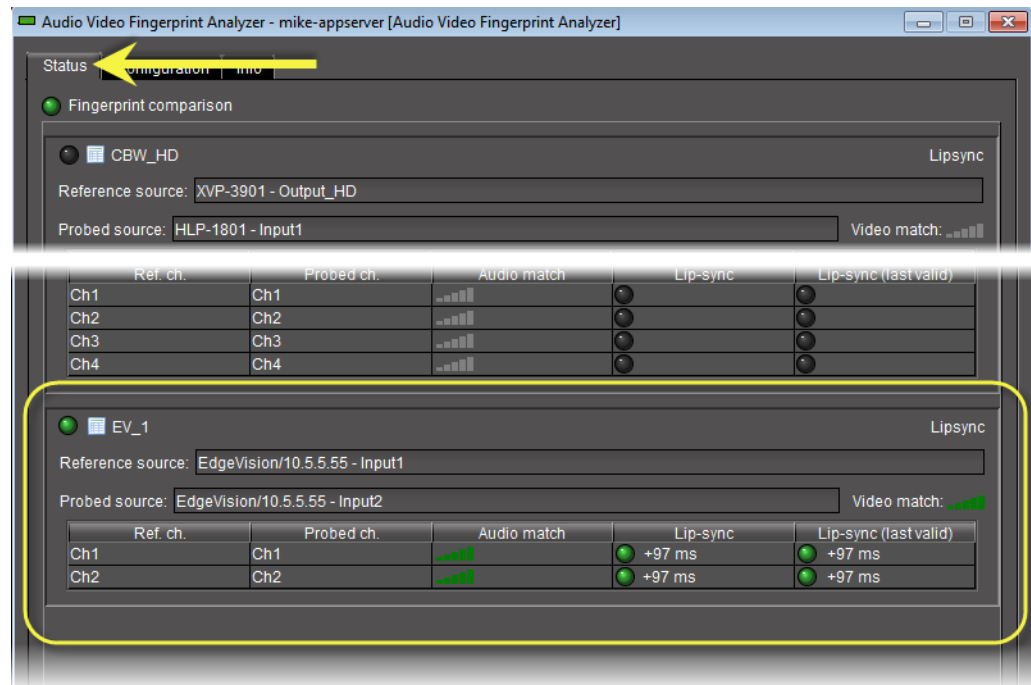 Audio Video Fingerprint Analyzer - mike-appserver [Audio Video Fingerprint Analyzer]
Status Configuration Info
Fingerprint comparison
CBW_HD Lipsync
Reference source: XVP-3901 - Output_HD
Probed source: HLP-1801 - Input1 Video match:
Ref. ch. Probed ch. Audio match Lip-sync Lip-sync (last valid)
Ch1 Ch1
Ch2 Ch2
Ch3 Ch3
Ch4 Ch4
EV_1 Lipsync
Reference source: EdgeVision/10.5.5.55 - Input1
Probed source: EdgeVision/10.5.5.55 - Input2 Video match:
Ref. ch. Probed ch. Audio match Lip-sync Lip-sync (last valid)
Ch1 Ch1 +97 ms +97 ms
Ch2 Ch2 +97 ms +97 ms